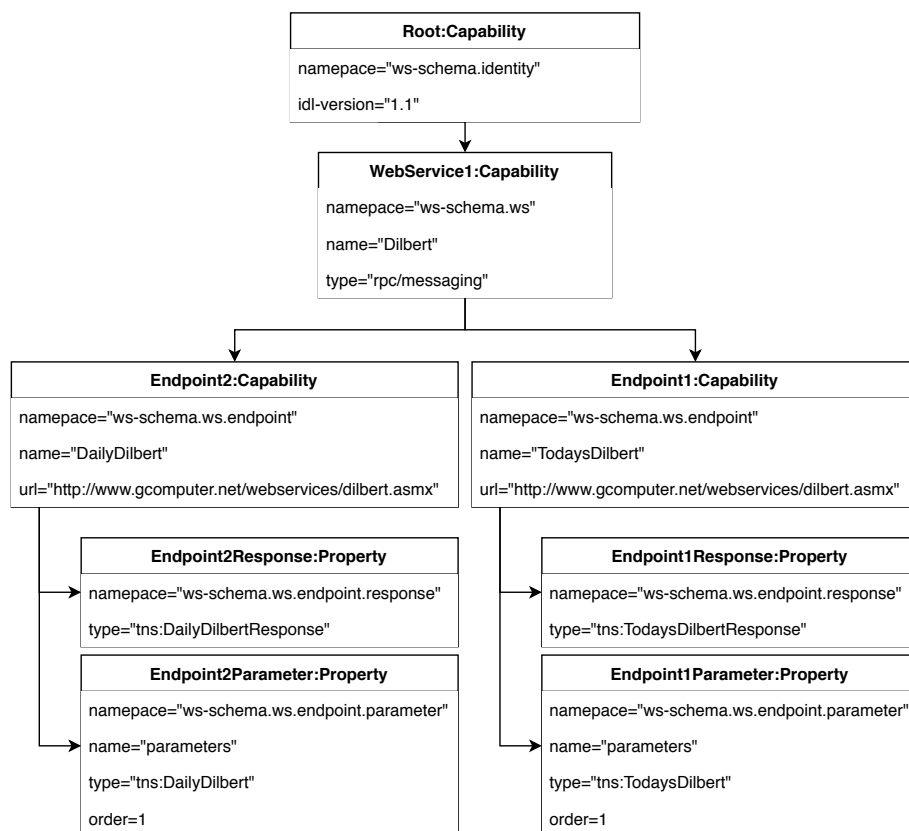 Root:Capability
namepace="ws-schema.identity"
idl-version="1.1"
WebService1:Capability
namepace="ws-schema.ws"
name="Dilbert"
type="rpc/messaging"
Endpoint2:Capability
namepace="ws-schema.ws.endpoint"
name="DailyDilbert"
url="http://www.gcomputer.net/webservices/dilbert.asmx"
Endpoint2Response:Property
namepace="ws-schema.ws.endpoint.response"
type="tns:DailyDilbertResponse"
Endpoint2Parameter:Property
namepace="ws-schema.ws.endpoint.parameter"
name="parameters"
type="tns:DailyDilbert"
order=1
Endpoint1:Capability
namepace="ws-schema.ws.endpoint"
name="TodaysDilbert"
url="http://www.gcomputer.net/webservices/dilbert.asmx"
Endpoint1Response:Property
namepace="ws-schema.ws.endpoint.response"
type="tns:TodaysDilbertResponse"
Endpoint1Parameter:Property
namepace="ws-schema.ws.endpoint.parameter"
name="parameters"
type="tns:TodaysDilbert"
order=1